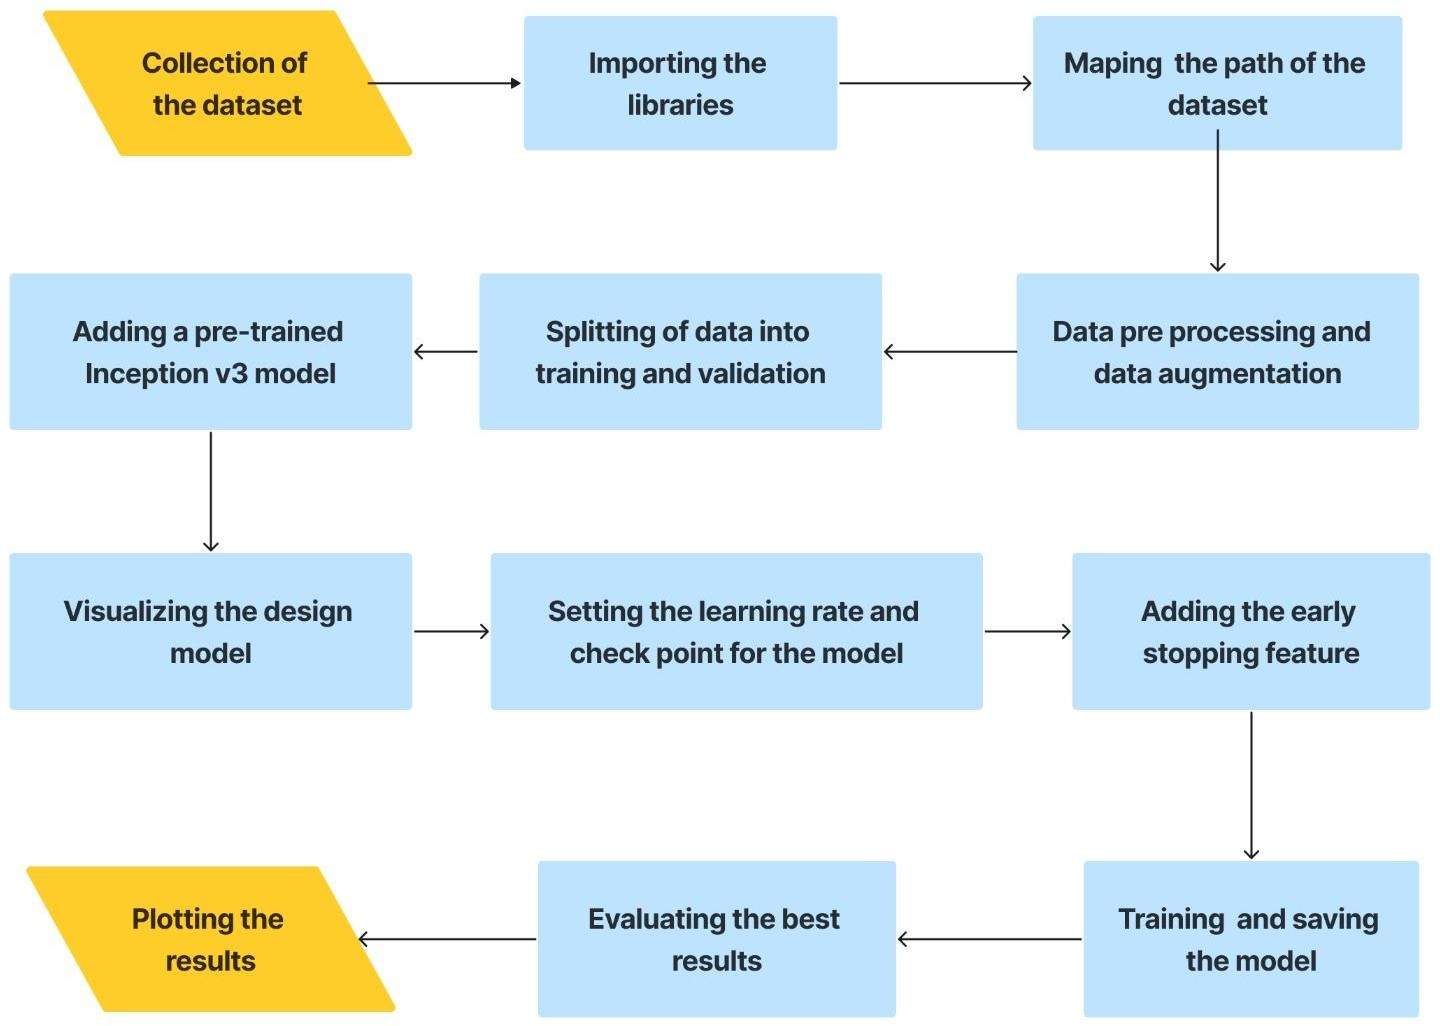 Collection of
the dataset
Importing the
libraries
Maping  the path of the
dataset
Data pre processing and
data augmentation
Splitting of data into
training and validation
Adding a pre-trained
Inception v3 model
Visualizing the design
model
Setting the learning rate and
check point for the model
Adding the early
stopping feature
Training  and saving
the model
Evaluating the best
results
Plotting the
results